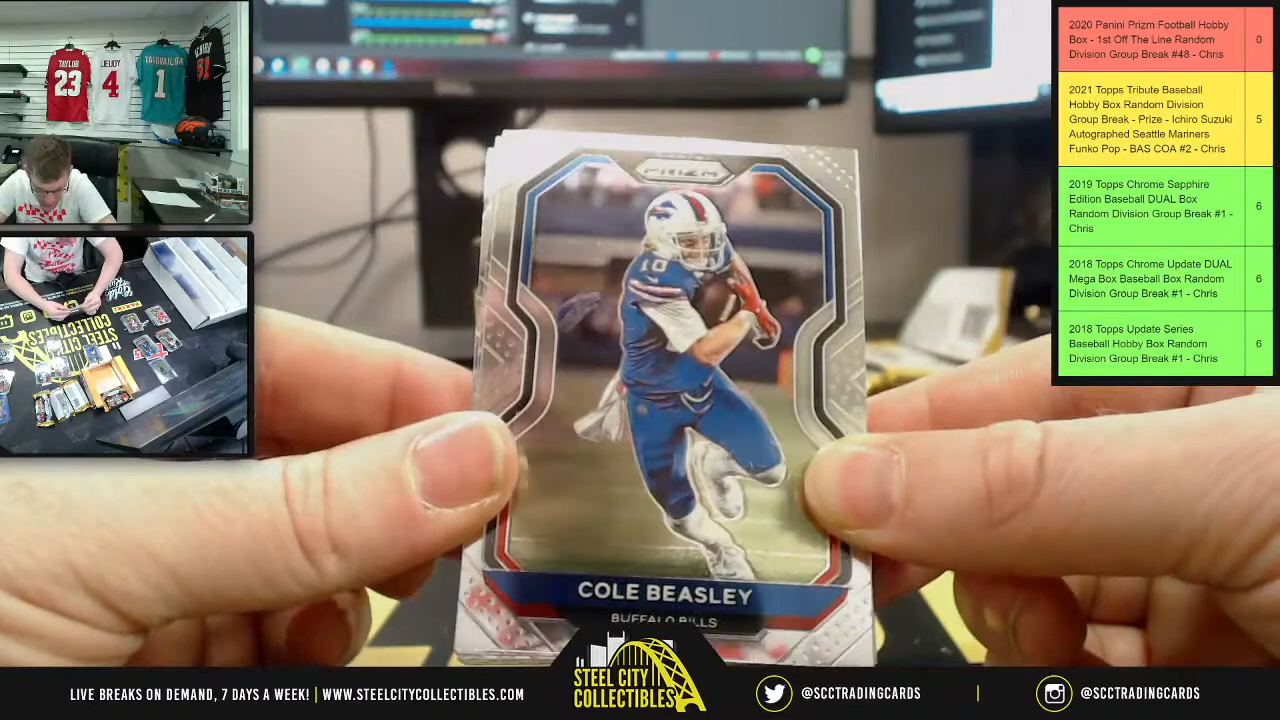 TAYLOR
23
JEUDY
4
TAGOVAILOA
1
51
2020 Panini Prizm Football Hobby
Box - 1st Off The Line Random
Division Group Break #48 - Chris
0
2021 Topps Tribute Baseball
Hobby Box Random Division
Group Break - Prize - Ichiro Suzuki
Autographed Seattle Mariners
Funko Pop - BAS COA #2 - Chris
5
2019 Topps Chrome Sapphire
Edition Baseball DUAL Box
Random Division Group Break #1 -
Chris
6
2018 Topps Chrome Update DUAL
Mega Box Baseball Box Random
Division Group Break #1 - Chris
6
2018 Topps Update Series
Baseball Hobby Box Random
Division Group Break #1 - Chris
6
PRIZM
10
COLE BEASLEY
BUFFALO BILLS
STEEL CITY
COLLECTIBLES
LIVE BREAKS ON DEMAND, 7 DAYS A WEEK! | WWW.STEELCITYCOLLECTIBLES.COM
STEEL CITY
COLLECTIBLES
@SCCTRADINGCARDS
@SCCTRADINGCARDS